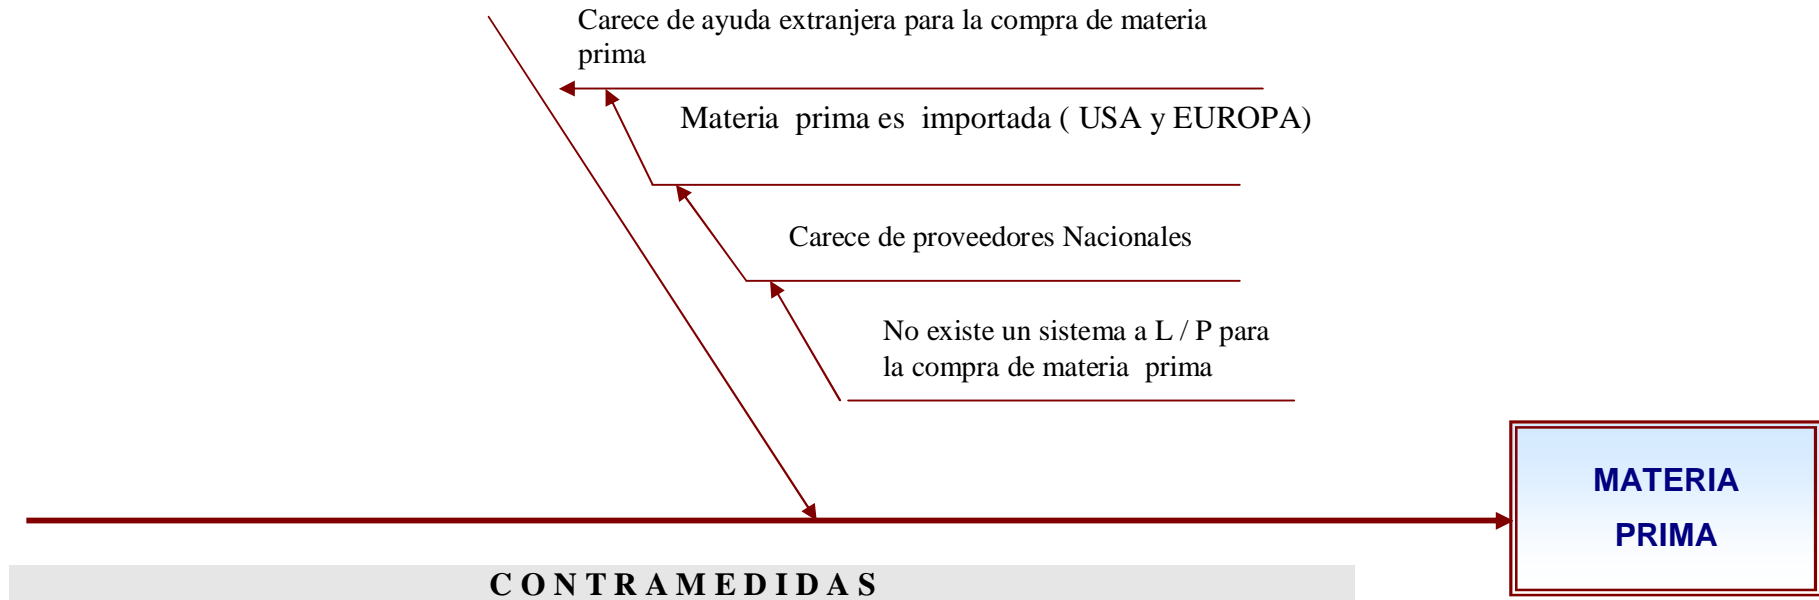 Carece de ayuda extranjera para la compra de materia
prima
Materia prima es importada ( USA y EUROPA)
Carece de proveedores Nacionales
No existe un sistema a L / P para
la compra de materia prima
MATERIA
PRIMA
C O N T R A M E D I D A S